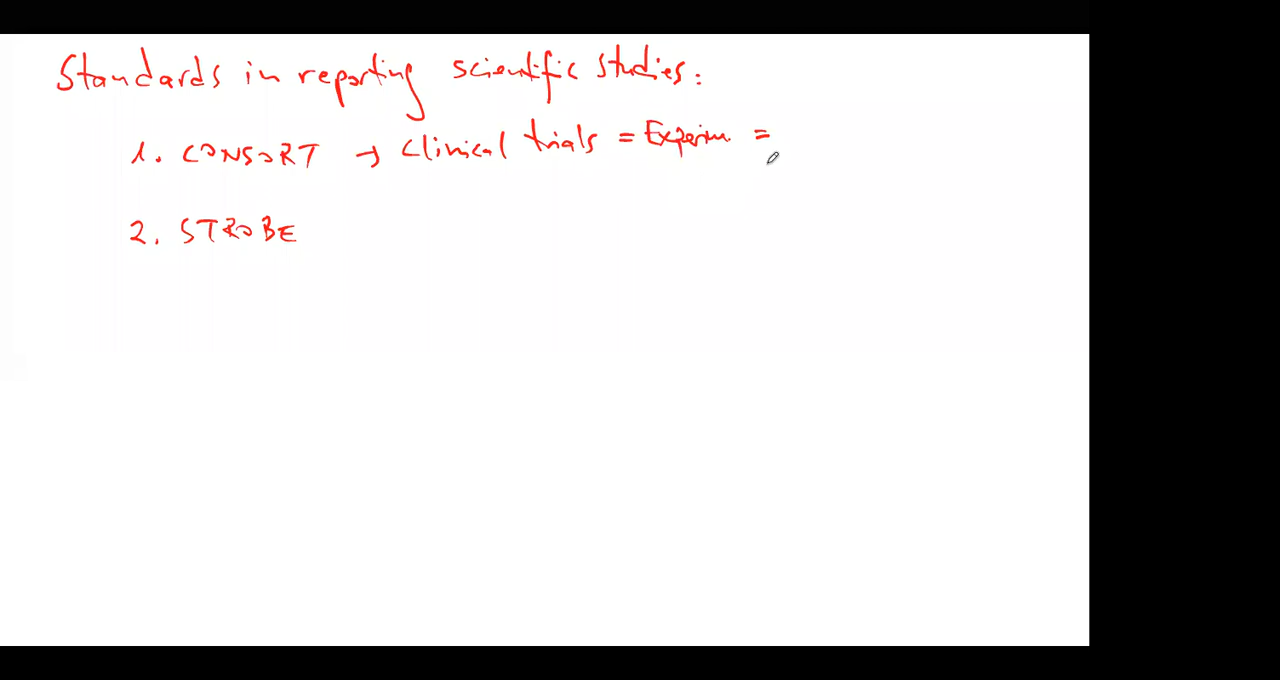 Standards in reporting scientific studies:
1. CONSORT → Clinical trials = Experim =
2. STROBE